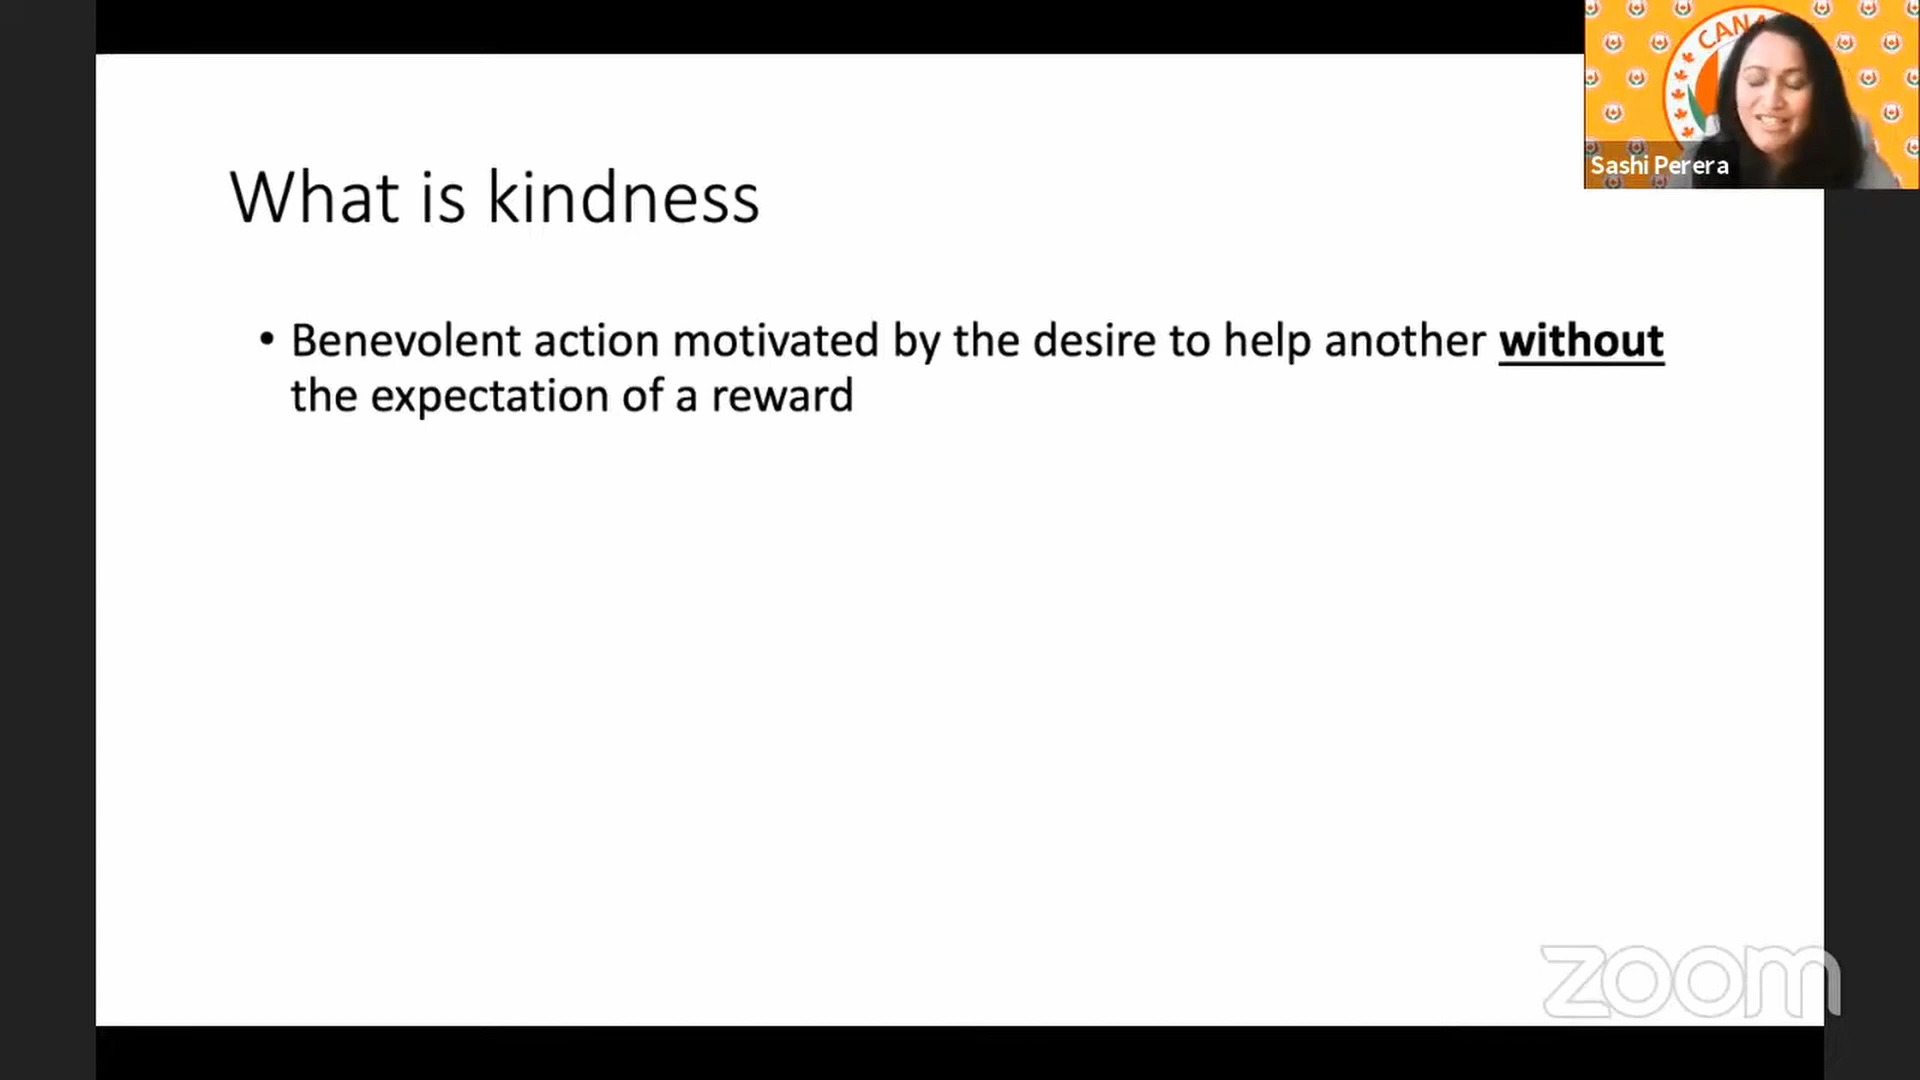 CANA
Sashi Perera
What is kindness
• Benevolent action motivated by the desire to help another without
the expectation of a reward
zoom